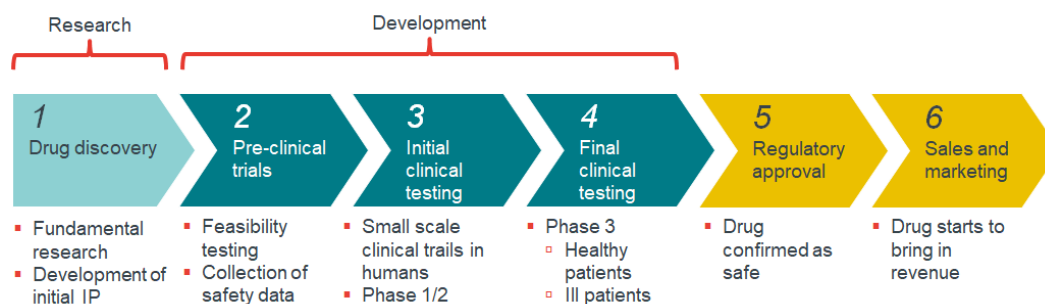 Research
Development
1
Drug discovery
2
Pre-clinical
trials
3
Initial
clinical
testing
4
Final
clinical
testing
5
Regulatory
approval
6
Sales and
marketing
Fundamental
research
Development of
initial IP
Feasibility
testing
Collection of
safety data
Small scale
clinical trails in
humans
Phase 1/2
Phase 3
Healthy
patients
Ill patients
Drug
confirmed as
safe
Drug starts to
bring in
revenue